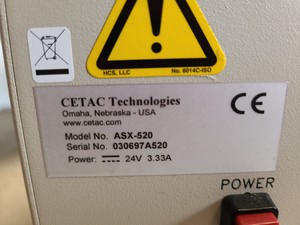 HCS, LLC
No. 6014C-ISO
CETAC Technologies
Omaha, Nebraska - USA
www.cetac.com
Model No. ASX-520
Serial No. 030697A520
Power: 24V 3.33A
CE
POWER